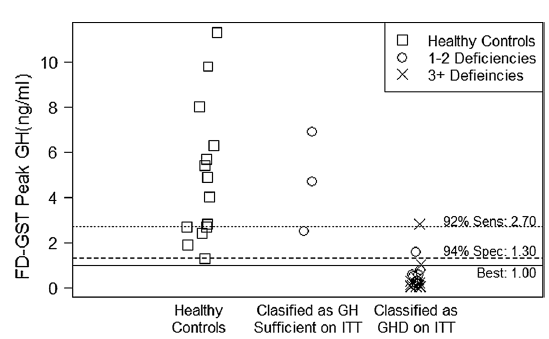 FD-GST Peak GH(ng/ml)
10
8
6
4
2
0
Healthy Controls
1-2 Deficiencies
3+ Defieincies
92% Sens: 2.70
94% Spec: 1.30
Best: 1.00
Healthy
Controls
Clasified as GH
Sufficient on ITT
Classified as
GHD on ITT